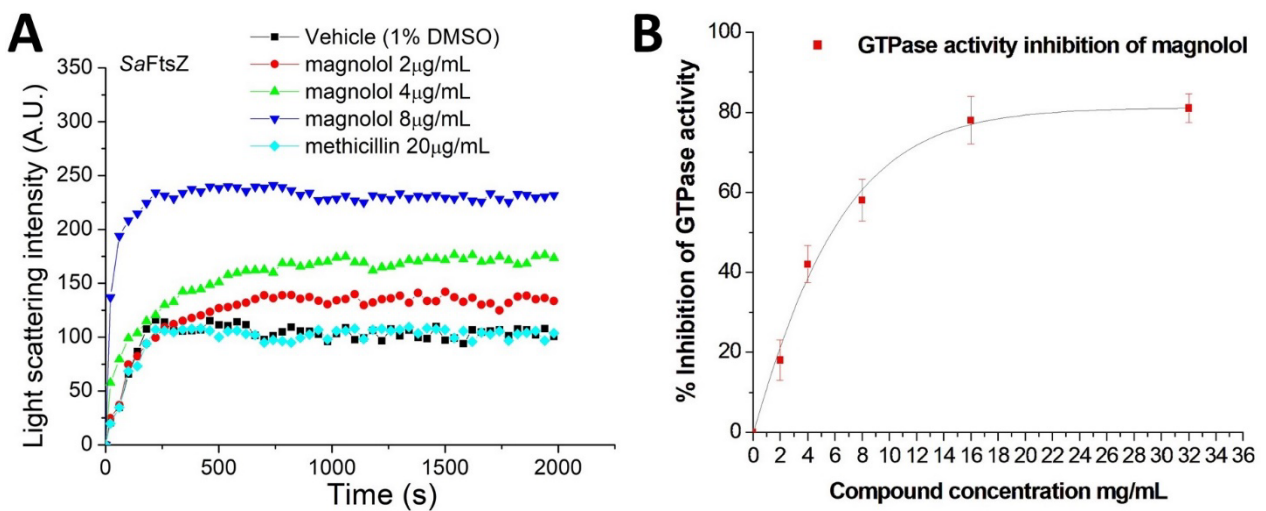 A
SaFtsZ
Vehicle (1% DMSO)
magnolol 2μg/mL
magnolol 4μg/mL
magnolol 8μg/mL
methicillin 20μg/mL
Light scattering intensity (A.U.)
350
300
250
200
150
100
50
0
0 500 1000 1500 2000
Time (s)
B
GTPase activity inhibition of magnolol
% Inhibition of GTPase activity
100
80
60
40
20
0
0 2 4 6 8 10 12 14 16 18 20 22 24 26 28 30 32 34 36
Compound concentration mg/mL